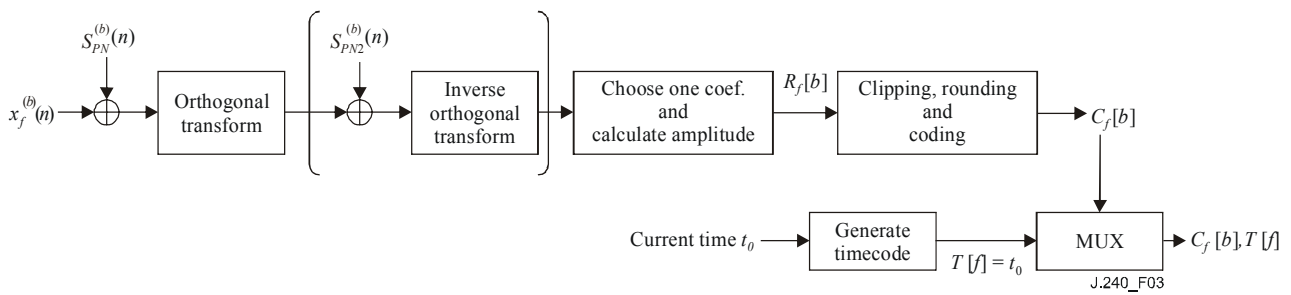 S_PN^(b)(n)
S_PN2^(b)(n)
x_f^(b)(n)
Orthogonal
transform
Inverse
orthogonal
transform
Choose one coef.
and
calculate amplitude
R_f[b]
Clipping, rounding
and
coding
C_f[b]
Current time t_0
Generate
timecode
T[f] = t_0
MUX
C_f[b], T[f]
J.240_F03